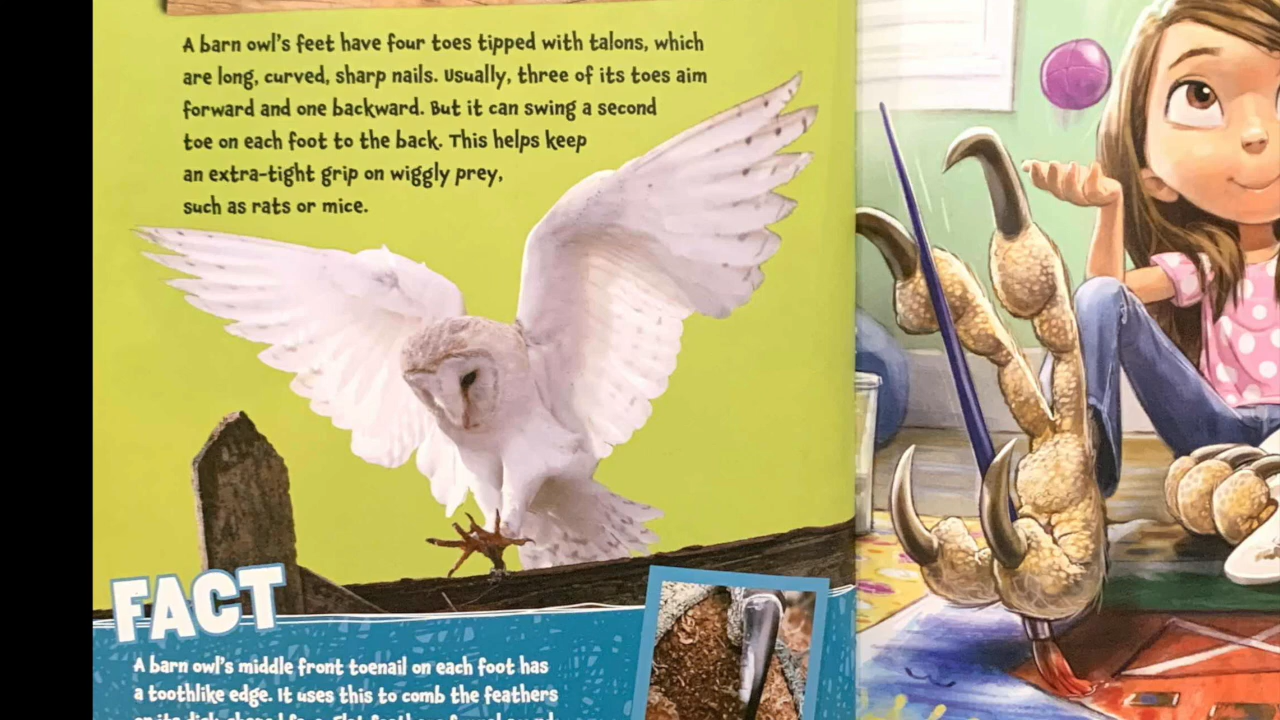 A barn owl's feet have four toes tipped with talons, which
are long, curved, sharp nails. Usually, three of its toes aim
forward and one backward. But it can swing a second
toe on each foot to the back. This helps keep
an extra-tight grip on wiggly prey,
such as rats or mice.
FACT
A barn owl's middle front toenail on each foot has
a toothlike edge. It uses this to comb the feathers